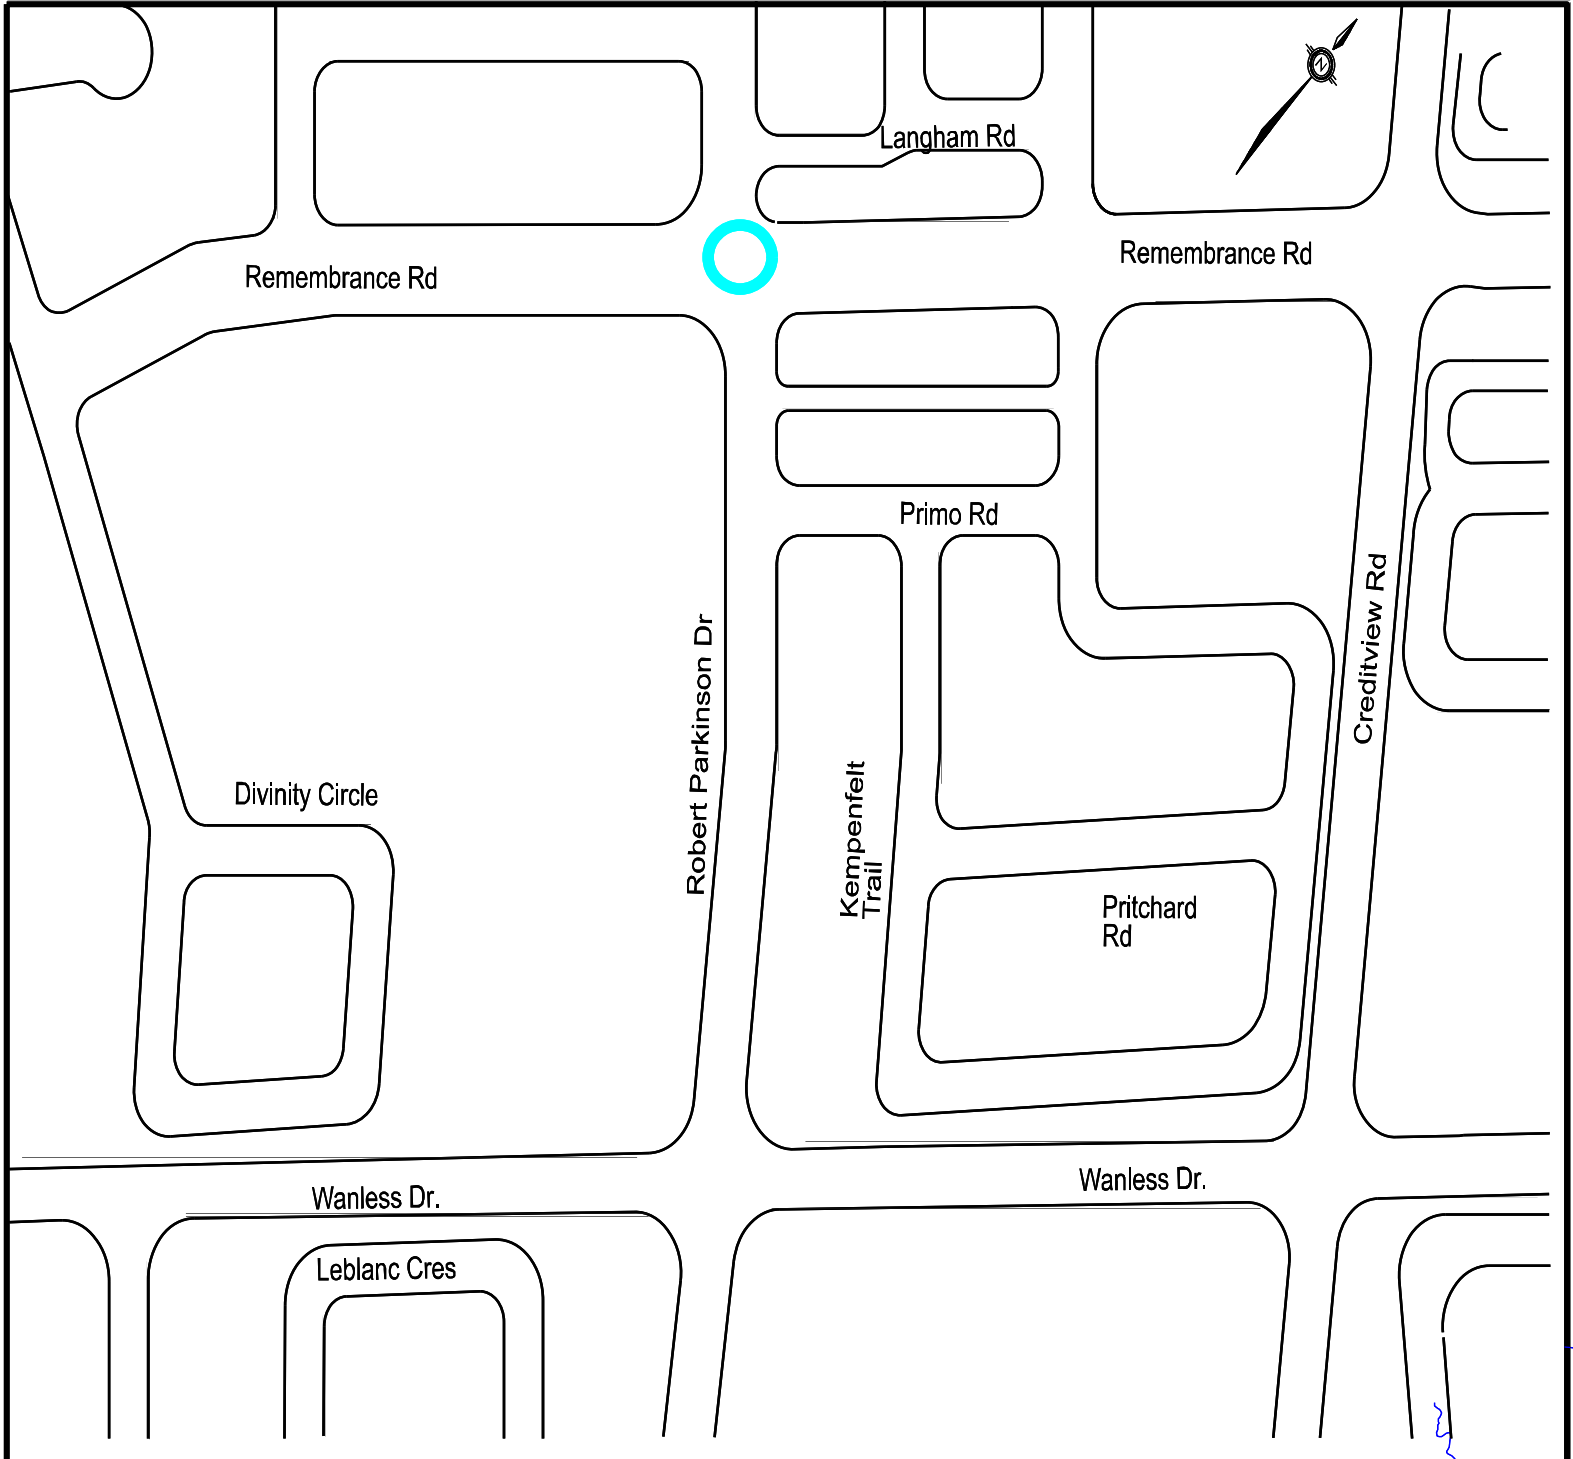 Langham Rd
N
Remembrance Rd
Remembrance Rd
Primo Rd
Creditview Rd
Robert Parkinson Dr
Divinity Circle
Kempenfelt
Trail
Pritchard
Rd
Wanless Dr.
Wanless Dr.
Leblanc Cres